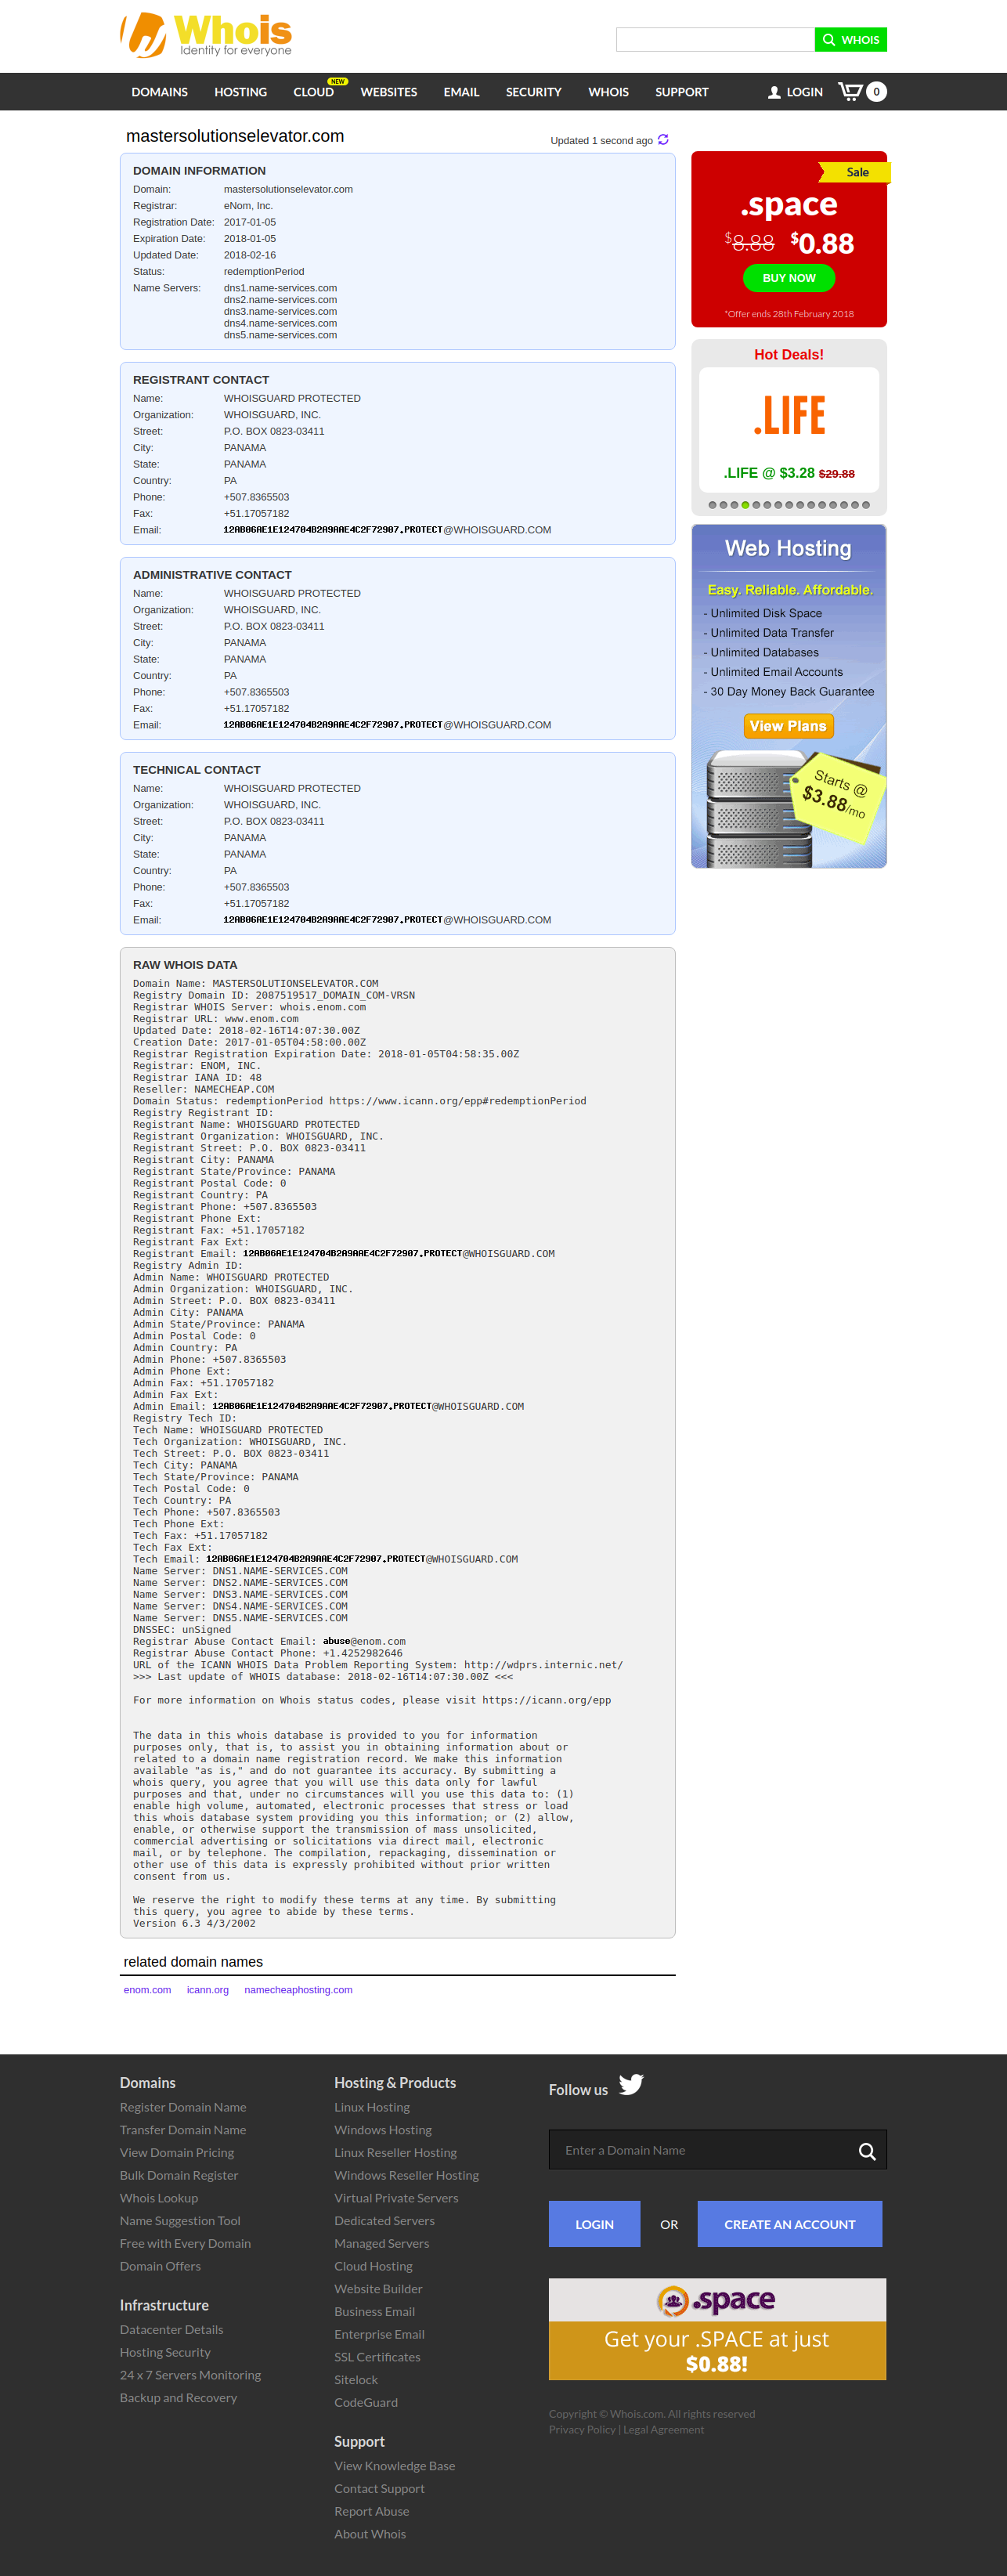 Whois
Identity for everyone
WHOIS
DOMAINS HOSTING CLOUD NEW WEBSITES EMAIL SECURITY WHOIS SUPPORT LOGIN 0
mastersolutionselevator.com
Updated 1 second ago
DOMAIN INFORMATION
Domain: mastersolutionselevator.com
Registrar: eNom, Inc.
Registration Date: 2017-01-05
Expiration Date: 2018-01-05
Updated Date: 2018-02-16
Status: redemptionPeriod
Name Servers: dns1.name-services.com
dns2.name-services.com
dns3.name-services.com
dns4.name-services.com
dns5.name-services.com
REGISTRANT CONTACT
Name: WHOISGUARD PROTECTED
Organization: WHOISGUARD, INC.
Street: P.O. BOX 0823-03411
City: PANAMA
State: PANAMA
Country: PA
Phone: +507.8365503
Fax: +51.17057182
Email: 12AB06AE1E124704B2A9AAE4C2F72907.PROTECT@WHOISGUARD.COM
ADMINISTRATIVE CONTACT
Name: WHOISGUARD PROTECTED
Organization: WHOISGUARD, INC.
Street: P.O. BOX 0823-03411
City: PANAMA
State: PANAMA
Country: PA
Phone: +507.8365503
Fax: +51.17057182
Email: 12AB06AE1E124704B2A9AAE4C2F72907.PROTECT@WHOISGUARD.COM
TECHNICAL CONTACT
Name: WHOISGUARD PROTECTED
Organization: WHOISGUARD, INC.
Street: P.O. BOX 0823-03411
City: PANAMA
State: PANAMA
Country: PA
Phone: +507.8365503
Fax: +51.17057182
Email: 12AB06AE1E124704B2A9AAE4C2F72907.PROTECT@WHOISGUARD.COM
RAW WHOIS DATA
Domain Name: MASTERSOLUTIONSELEVATOR.COM
Registry Domain ID: 2087519517_DOMAIN_COM-VRSN
Registrar WHOIS Server: whois.enom.com
Registrar URL: www.enom.com
Updated Date: 2018-02-16T14:07:30.00Z
Creation Date: 2017-01-05T04:58:00.00Z
Registrar Registration Expiration Date: 2018-01-05T04:58:35.00Z
Registrar: ENOM, INC.
Registrar IANA ID: 48
Reseller: NAMECHEAP.COM
Domain Status: redemptionPeriod https://www.icann.org/epp#redemptionPeriod
Registry Registrant ID:
Registrant Name: WHOISGUARD PROTECTED
Registrant Organization: WHOISGUARD, INC.
Registrant Street: P.O. BOX 0823-03411
Registrant City: PANAMA
Registrant State/Province: PANAMA
Registrant Postal Code: 0
Registrant Country: PA
Registrant Phone: +507.8365503
Registrant Phone Ext:
Registrant Fax: +51.17057182
Registrant Fax Ext:
Registrant Email: 12AB06AE1E124704B2A9AAE4C2F72907.PROTECT@WHOISGUARD.COM
Registry Admin ID:
Admin Name: WHOISGUARD PROTECTED
Admin Organization: WHOISGUARD, INC.
Admin Street: P.O. BOX 0823-03411
Admin City: PANAMA
Admin State/Province: PANAMA
Admin Postal Code: 0
Admin Country: PA
Admin Phone: +507.8365503
Admin Phone Ext:
Admin Fax: +51.17057182
Admin Fax Ext:
Admin Email: 12AB06AE1E124704B2A9AAE4C2F72907.PROTECT@WHOISGUARD.COM
Registry Tech ID:
Tech Name: WHOISGUARD PROTECTED
Tech Organization: WHOISGUARD, INC.
Tech Street: P.O. BOX 0823-03411
Tech City: PANAMA
Tech State/Province: PANAMA
Tech Postal Code: 0
Tech Country: PA
Tech Phone: +507.8365503
Tech Phone Ext:
Tech Fax: +51.17057182
Tech Fax Ext:
Tech Email: 12AB06AE1E124704B2A9AAE4C2F72907.PROTECT@WHOISGUARD.COM
Name Server: DNS1.NAME-SERVICES.COM
Name Server: DNS2.NAME-SERVICES.COM
Name Server: DNS3.NAME-SERVICES.COM
Name Server: DNS4.NAME-SERVICES.COM
Name Server: DNS5.NAME-SERVICES.COM
DNSSEC: unSigned
Registrar Abuse Contact Email: abuse@enom.com
Registrar Abuse Contact Phone: +1.4252982646
URL of the ICANN WHOIS Data Problem Reporting System: http://wdprs.internic.net/
>>> Last update of WHOIS database: 2018-02-16T14:07:30.00Z <<<
For more information on Whois status codes, please visit https://icann.org/epp
The data in this whois database is provided to you for information
purposes only, that is, to assist you in obtaining information about or
related to a domain name registration record. We make this information
available "as is," and do not guarantee its accuracy. By submitting a
whois query, you agree that you will use this data only for lawful
purposes and that, under no circumstances will you use this data to: (1)
enable high volume, automated, electronic processes that stress or load
this whois database system providing you this information; or (2) allow,
enable, or otherwise support the transmission of mass unsolicited,
commercial advertising or solicitations via direct mail, electronic
mail, or by telephone. The compilation, repackaging, dissemination or
other use of this data is expressly prohibited without prior written
consent from us.
We reserve the right to modify these terms at any time. By submitting
this query, you agree to abide by these terms.
Version 6.3 4/3/2002
related domain names
enom.com icann.org namecheaphosting.com
Sale
.space
$8.88 $0.88
BUY NOW
*Offer ends 28th February 2018
Hot Deals!
.LIFE
.LIFE @ $3.28 $29.88
Web Hosting
Easy. Reliable. Affordable.
- Unlimited Disk Space
- Unlimited Data Transfer
- Unlimited Databases
- Unlimited Email Accounts
- 30 Day Money Back Guarantee
View Plans
Starts @
$3.88/mo
Domains
Register Domain Name
Transfer Domain Name
View Domain Pricing
Bulk Domain Register
Whois Lookup
Name Suggestion Tool
Free with Every Domain
Domain Offers
Infrastructure
Datacenter Details
Hosting Security
24 x 7 Servers Monitoring
Backup and Recovery
Hosting & Products
Linux Hosting
Windows Hosting
Linux Reseller Hosting
Windows Reseller Hosting
Virtual Private Servers
Dedicated Servers
Managed Servers
Cloud Hosting
Website Builder
Business Email
Enterprise Email
SSL Certificates
Sitelock
CodeGuard
Support
View Knowledge Base
Contact Support
Report Abuse
About Whois
Follow us
Enter a Domain Name
LOGIN OR CREATE AN ACCOUNT
.space
Get your .SPACE at just
$0.88!
Copyright © Whois.com. All rights reserved
Privacy Policy | Legal Agreement